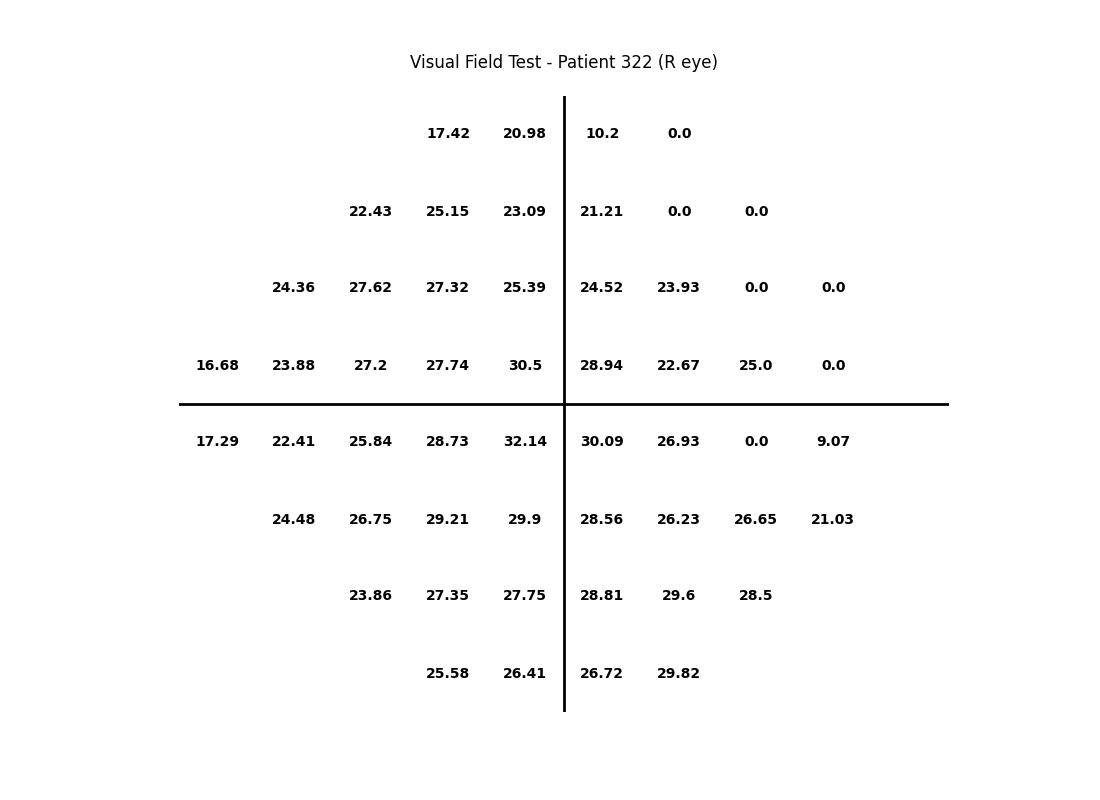 Visual Field Test - Patient 322 (R eye)
17.42 20.98 10.2 0.0
22.43 25.15 23.09 21.21 0.0 0.0
24.36 27.62 27.32 25.39 24.52 23.93 0.0 0.0
16.68 23.88 27.2 27.74 30.5 28.94 22.67 25.0 0.0
17.29 22.41 25.84 28.73 32.14 30.09 26.93 0.0 9.07
24.48 26.75 29.21 29.9 28.56 26.23 26.65 21.03
23.86 27.35 27.75 28.81 29.6 28.5
25.58 26.41 26.72 29.82